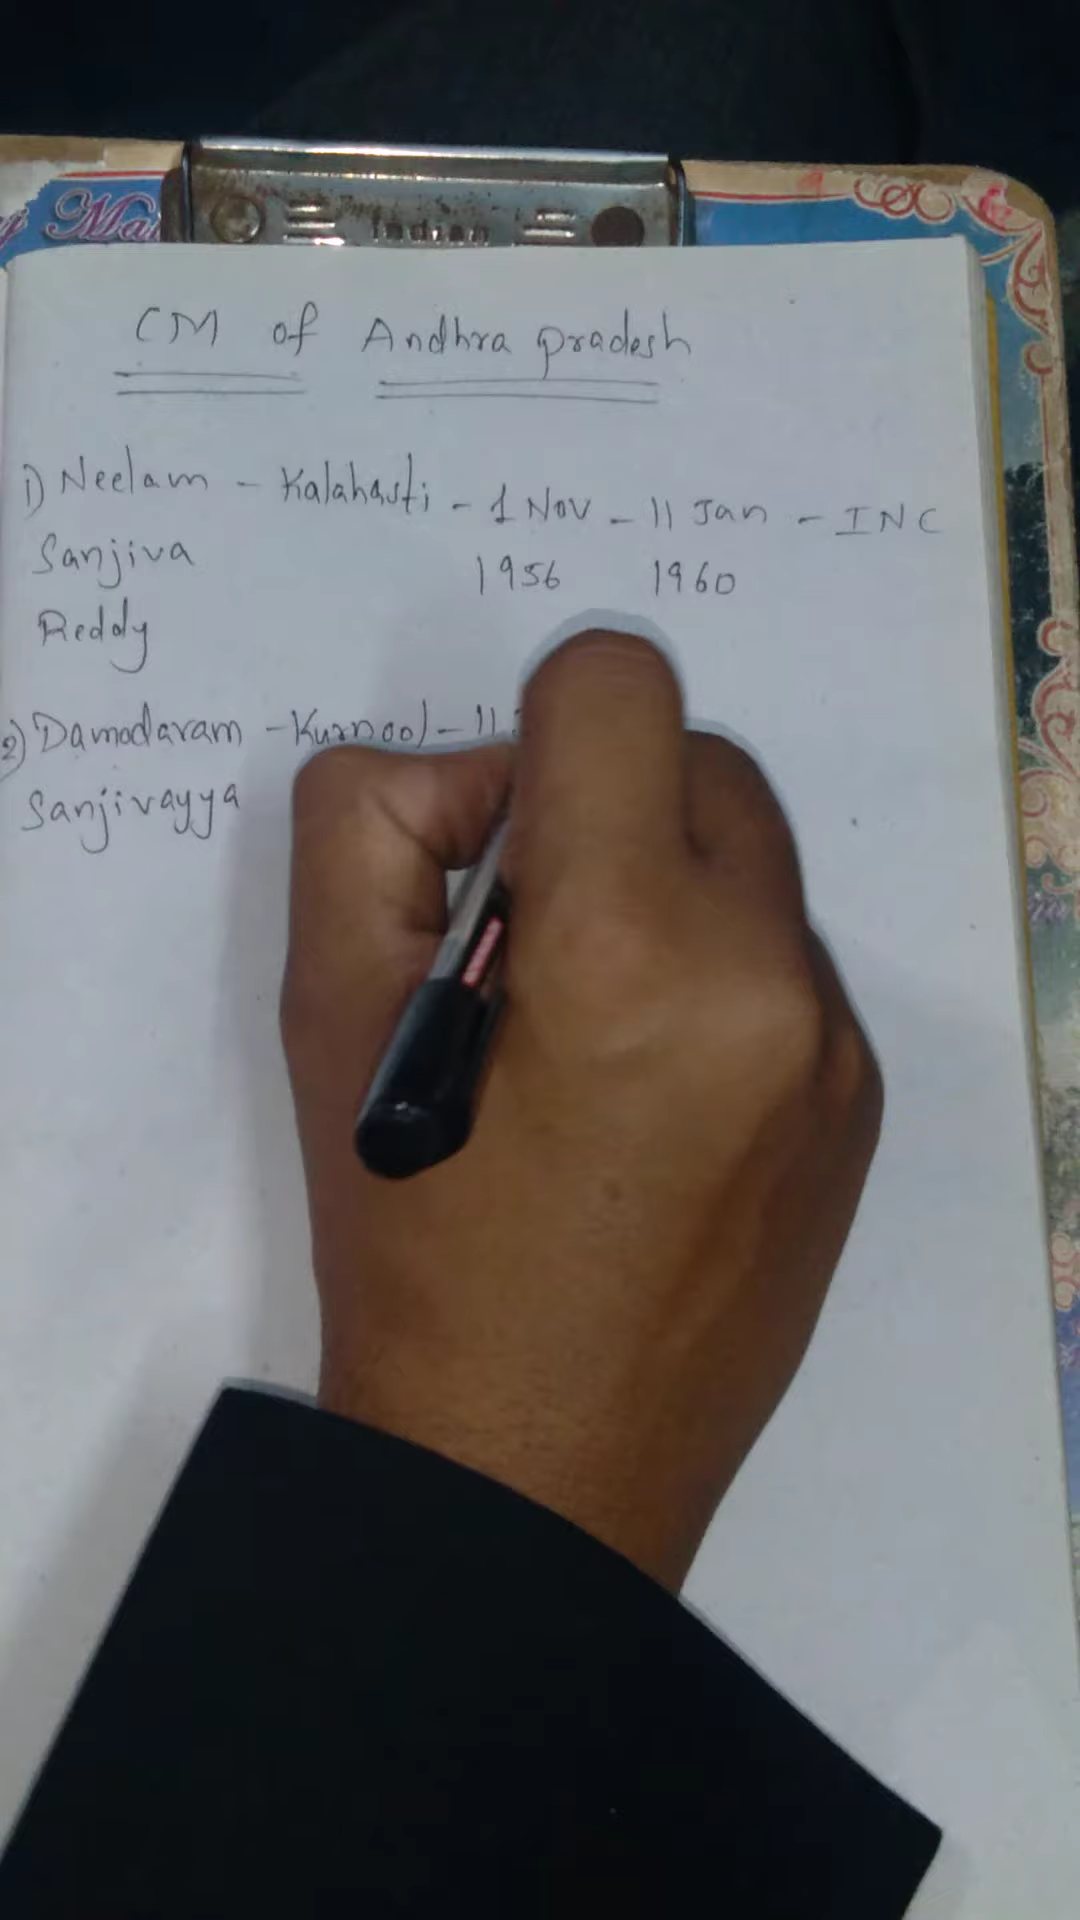 Indian
CM of Andhra pradesh
1) Neelam - Kalahasti - 1 Nov - 11 Jan - INC
Sanjiva 1956 1960
Reddy
2) Damodaram - Kurnool - 11
Sanjivayya